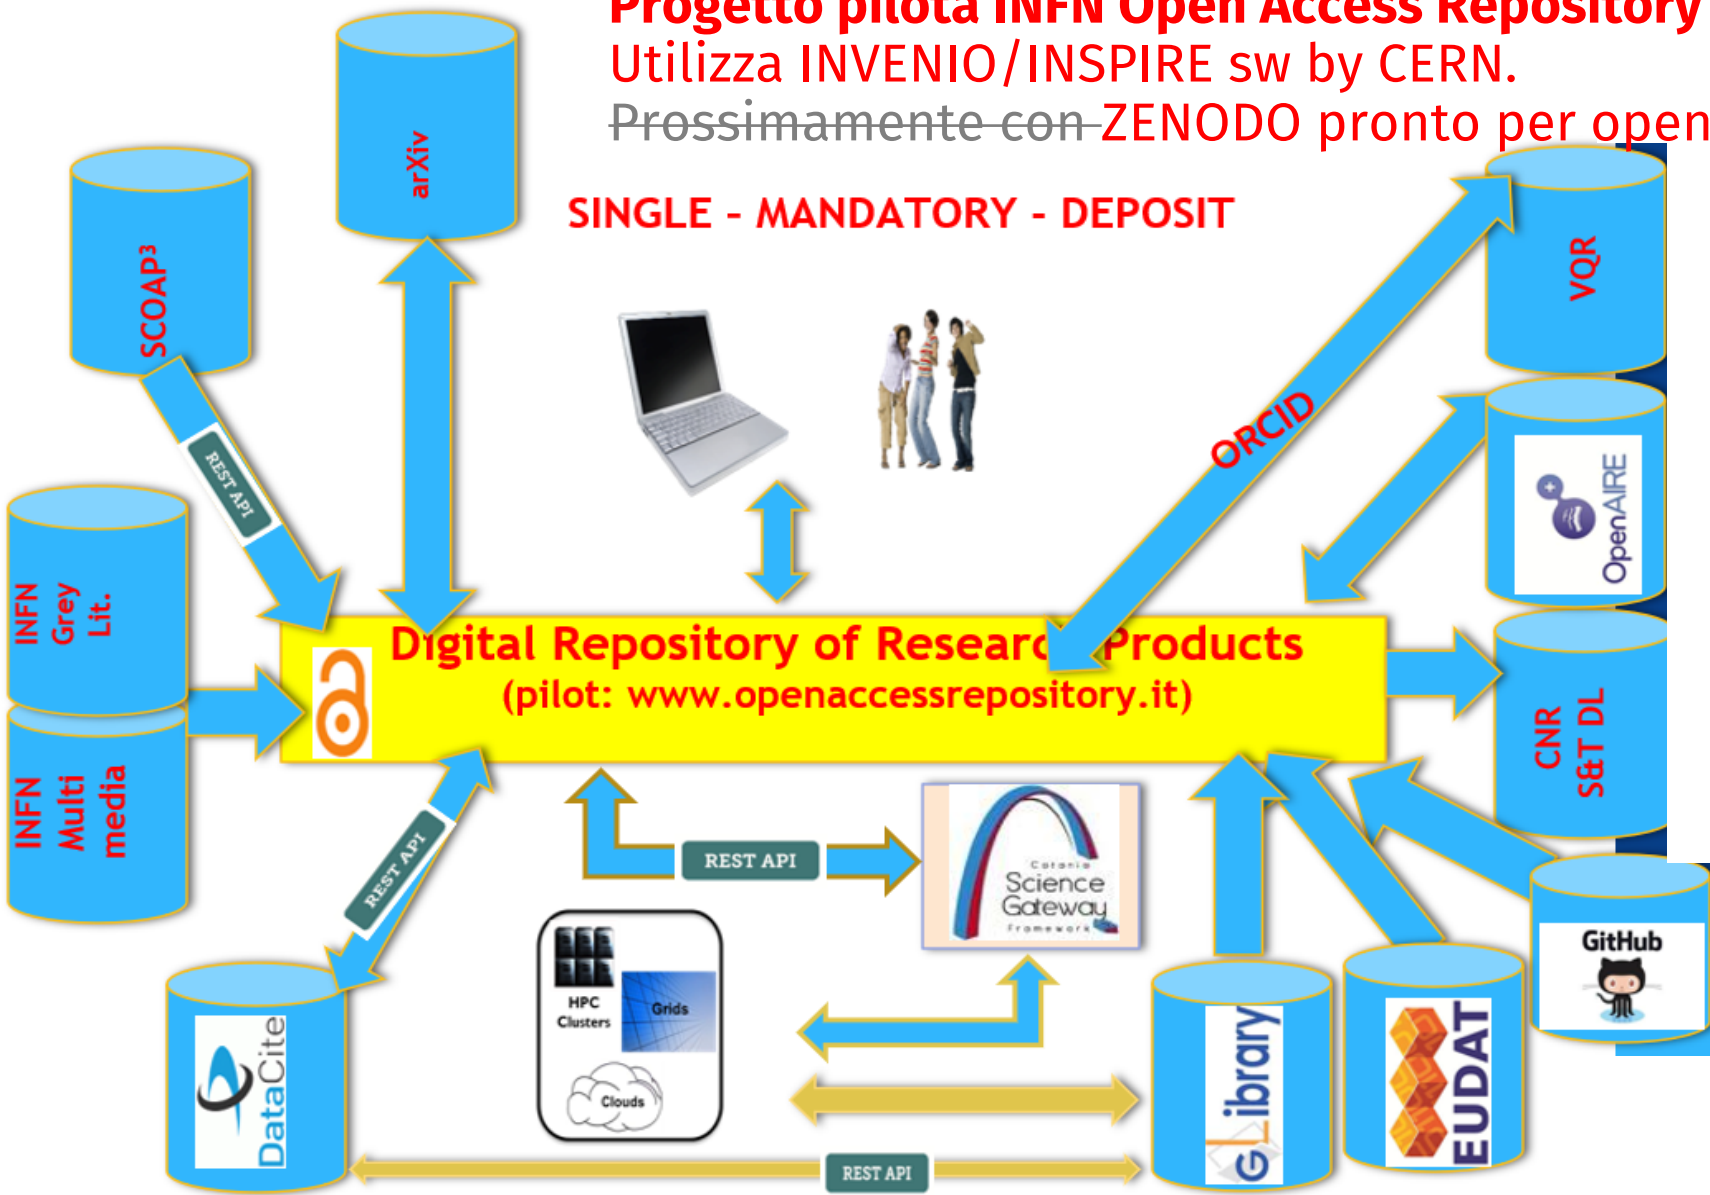 Progetto pilota INFN Open Access Repository
Utilizza INVENIO/INSPIRE sw by CERN.
Prossimamente con ZENODO pronto per open
SINGLE - MANDATORY - DEPOSIT
arXiv
SCOAP³
VQR
ORCID
REST API
OpenAIRE
INFN
Grey
Lit.
Digital Repository of Research Products
(pilot: www.openaccessrepository.it)
CNR
S&T DL
INFN
Multi
media
REST API
REST API
Catania
Science
Gateway
Framework
GitHub
HPC
Clusters
Grids
Clouds
DataCite
gLibrary
EUDAT
REST API